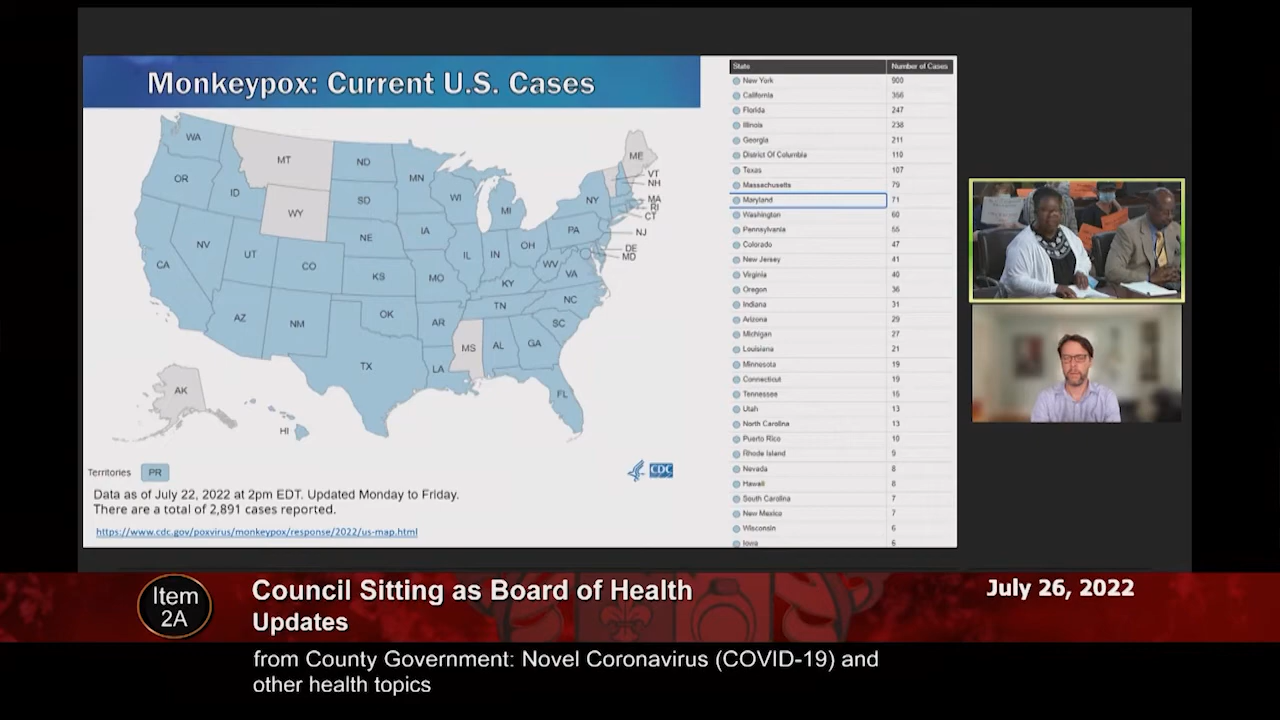 Monkeypox: Current U.S. Cases
WA
MT
ND
MN
ME
VT
NH
OR
ID
SD
WI
MI
NY
MA
RI
CT
WY
IA
PA
NJ
NV
UT
NE
IL
IN
OH
DE
MD
CA
CO
KS
MO
WV
VA
KY
AZ
NM
OK
AR
TN
NC
SC
MS
AL
GA
TX
LA
FL
AK
HI
Territories PR
CDC
Data as of July 22, 2022 at 2pm EDT. Updated Monday to Friday.
There are a total of 2,891 cases reported.
https://www.cdc.gov/poxvirus/monkeypox/response/2022/us-map.html
State Number of Cases
New York 900
California 356
Florida 247
Illinois 238
Georgia 211
District Of Columbia 110
Texas 107
Massachusetts 79
Maryland 71
Washington 60
Pennsylvania
Colorado 47
New Jersey 41
Virginia 40
Oregon 36
Indiana 31
Arizona 29
Michigan 27
Louisiana 21
Minnesota 19
Connecticut 19
Tennessee 15
Utah 13
North Carolina 13
Puerto Rico 10
Rhode Island 9
Nevada 8
Hawaii 8
South Carolina 7
New Mexico 7
Wisconsin 6
Iowa 6
Item
2A
Council Sitting as Board of Health
Updates
July 26, 2022
from County Government: Novel Coronavirus (COVID-19) and
other health topics